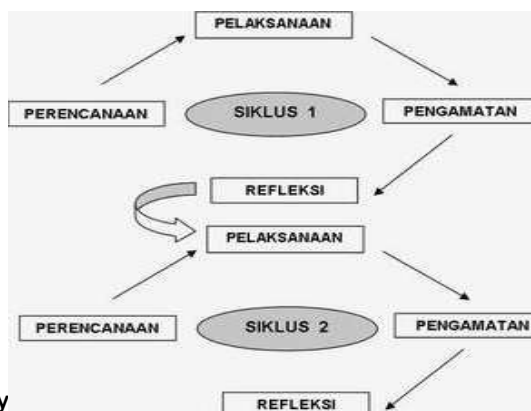 PELAKSANAAN
PERENCANAAN
SIKLUS 1
PENGAMATAN
REFLEKSI
PELAKSANAAN
PERENCANAAN
SIKLUS 2
PENGAMATAN
REFLEKSI
y